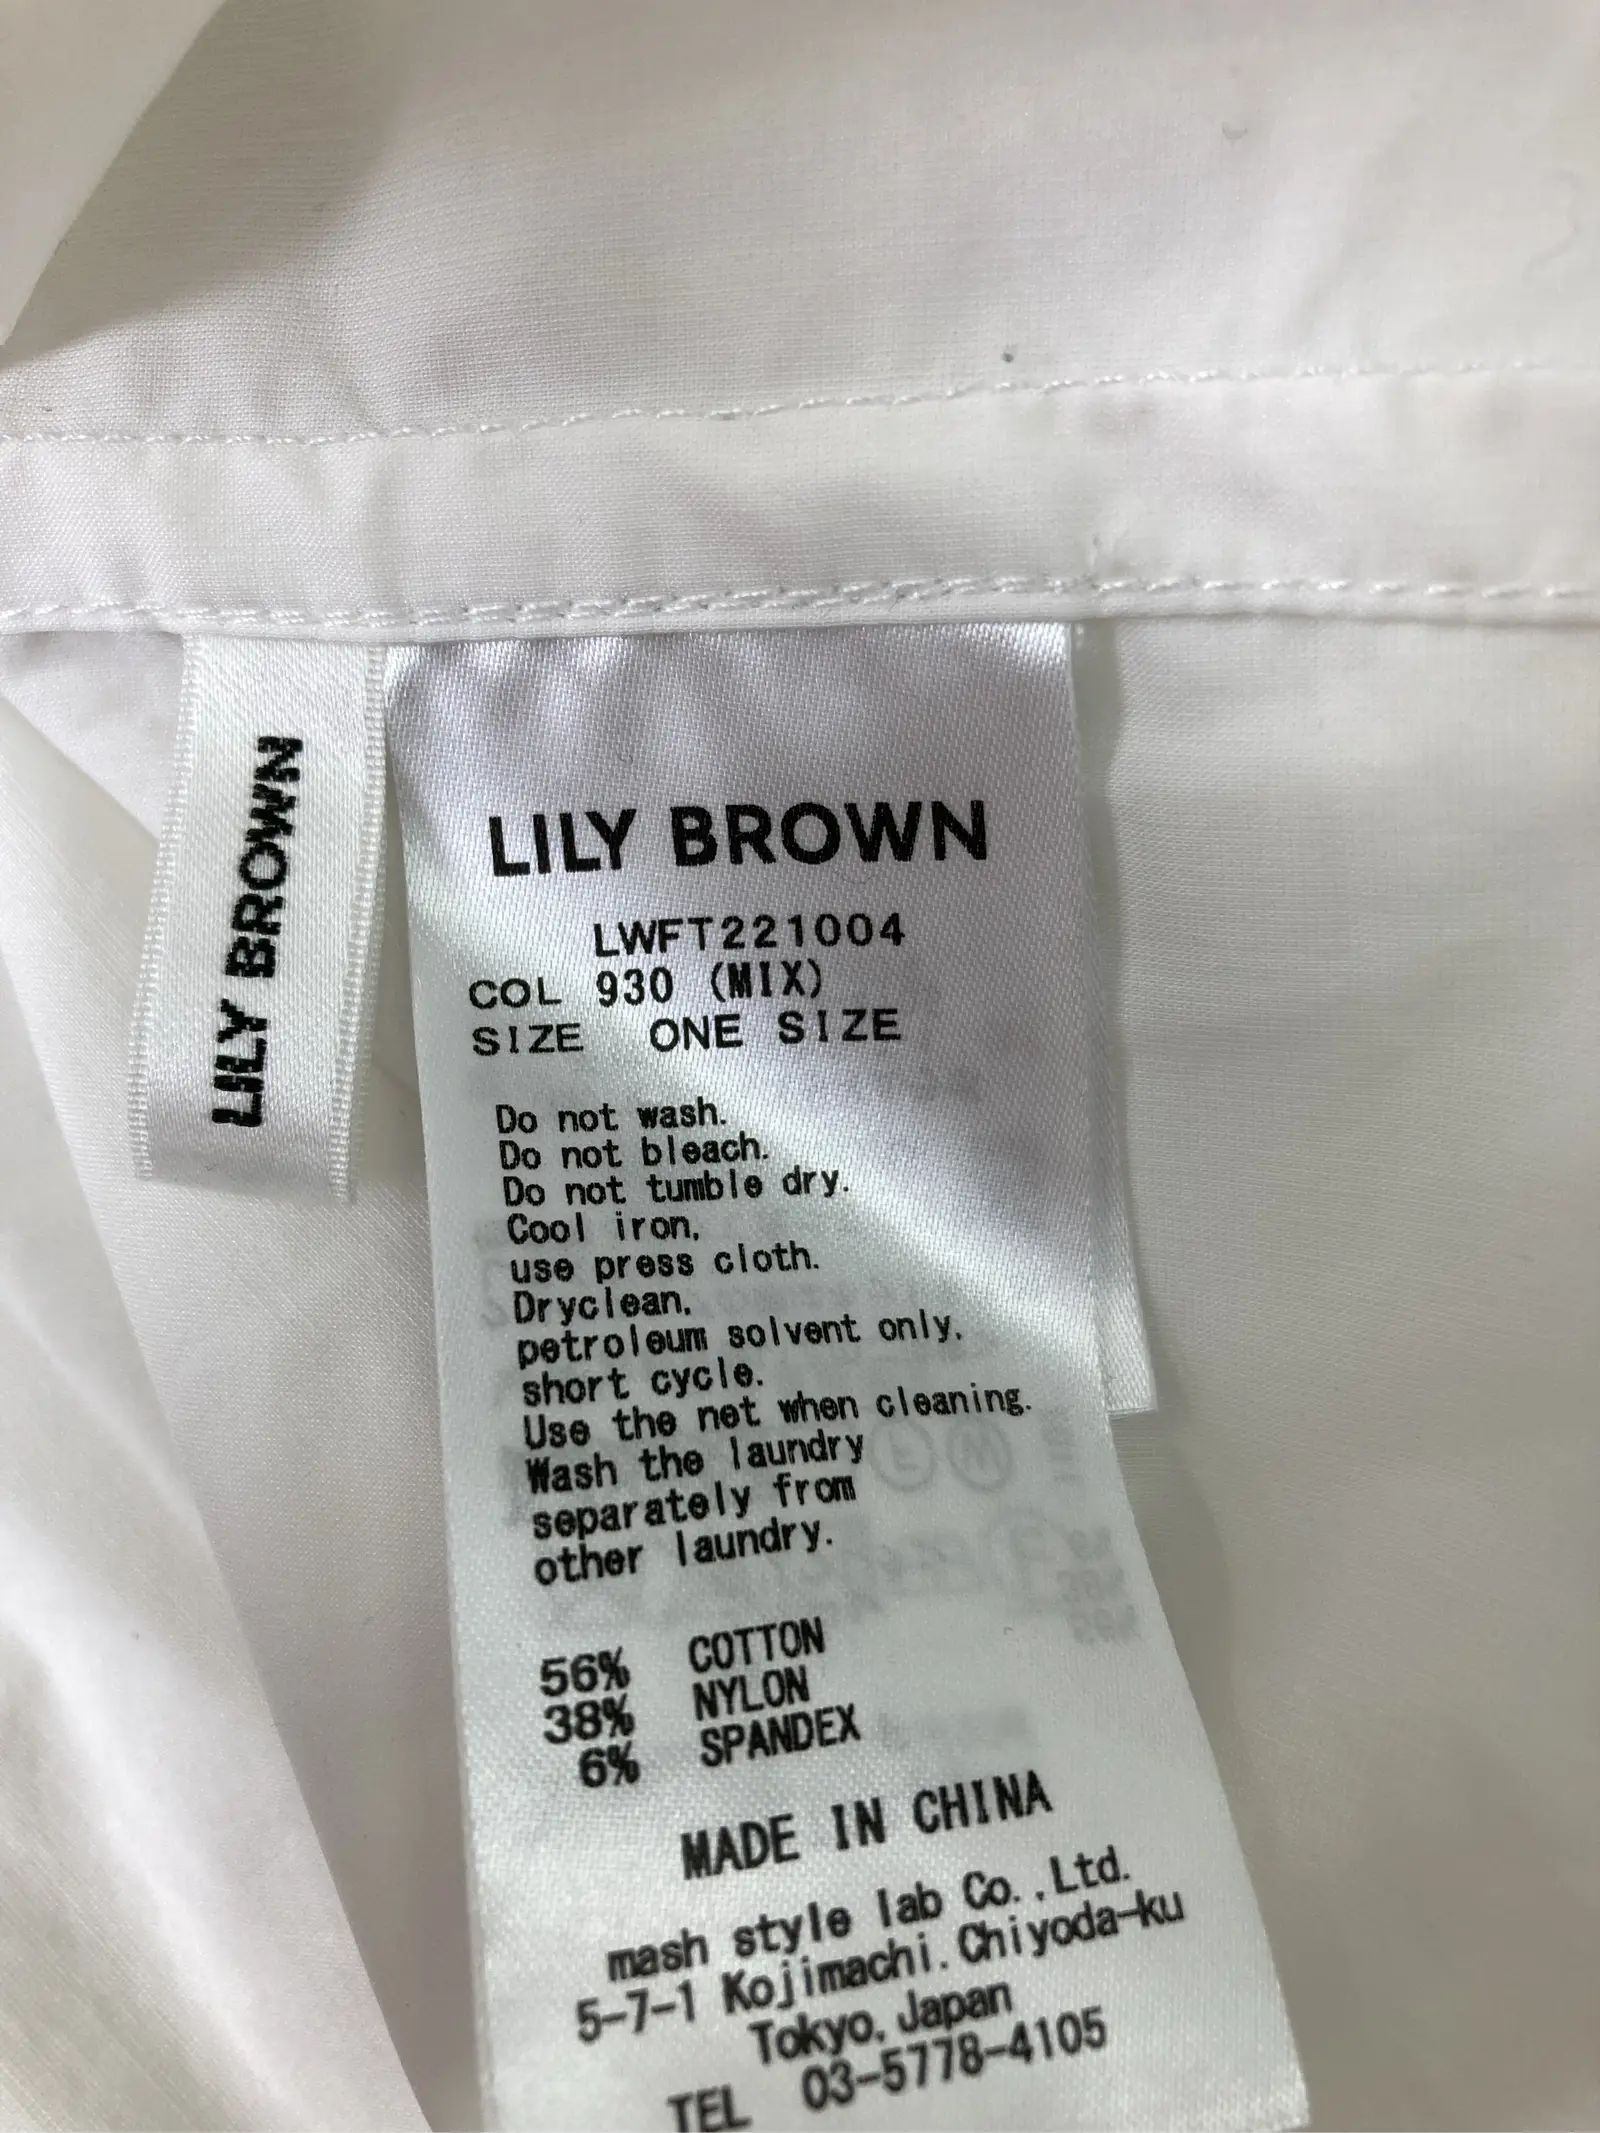 LILY BROWN
LILY BROWN
LWFT221004
COL 930 (MIX)
SIZE ONE SIZE
Do not wash.
Do not bleach.
Do not tumble dry.
Cool iron,
use press cloth.
Dryclean,
petroleum solvent only,
short cycle.
Use the net when cleaning.
Wash the laundry
separately from
other laundry.
56% COTTON
38% NYLON
6% SPANDEX
MADE IN CHINA
mash style lab Co.,Ltd.
5-7-1 Kojimachi.Chiyoda-ku
Tokyo,Japan
TEL 03-5778-4105